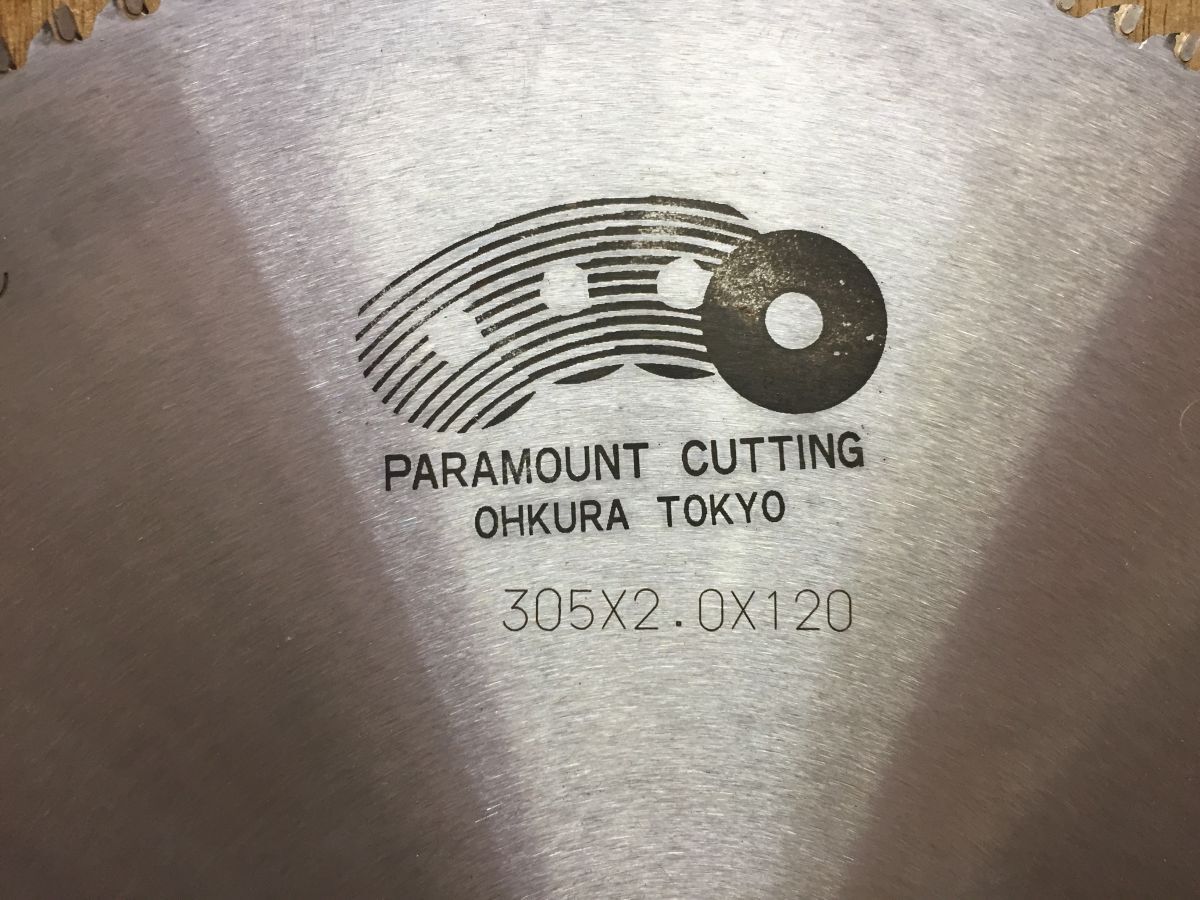 PARAMOUNT CUTTING
OHKURA TOKYO
305X2.0X120